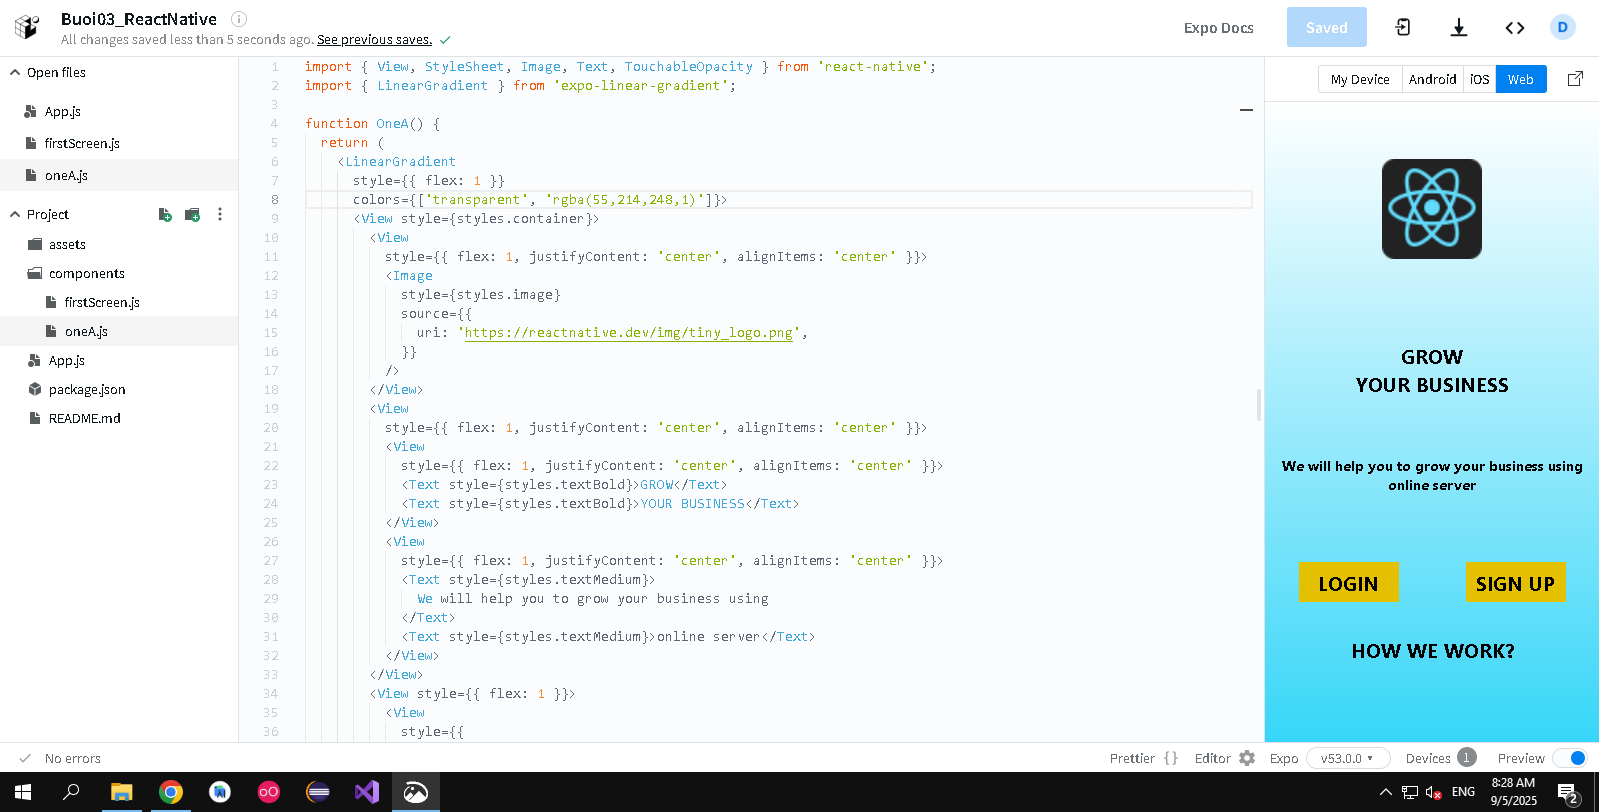 Buoi03_ReactNative
All changes saved less than 5 seconds ago. See previous saves.
Expo Docs
Saved
D
Open files
App.js
firstScreen.js
oneA.js
Project
assets
components
firstScreen.js
oneA.js
App.js
package.json
README.md
1 import { View, StyleSheet, Image, Text, TouchableOpacity } from 'react-native';
2 import { LinearGradient } from 'expo-linear-gradient';
3
4 function OneA() {
5 return (
6 <LinearGradient
7 style={{ flex: 1 }}
8 colors={['transparent', 'rgba(55,214,248,1)']}>
9 <View style={styles.container}>
10 <View
11 style={{ flex: 1, justifyContent: 'center', alignItems: 'center' }}>
12 <Image
13 style={styles.image}
14 source={{
15 uri: 'https://reactnative.dev/img/tiny_logo.png',
16 }}
17 />
18 </View>
19 <View
20 style={{ flex: 1, justifyContent: 'center', alignItems: 'center' }}>
21 <View
22 style={{ flex: 1, justifyContent: 'center', alignItems: 'center' }}>
23 <Text style={styles.textBold}>GROW</Text>
24 <Text style={styles.textBold}>YOUR BUSINESS</Text>
25 </View>
26 <View
27 style={{ flex: 1, justifyContent: 'center', alignItems: 'center' }}>
28 <Text style={styles.textMedium}>
29 We will help you to grow your business using
30 </Text>
31 <Text style={styles.textMedium}>online server</Text>
32 </View>
33 </View>
34 <View style={{ flex: 1 }}>
35 <View
36 style={{
My Device Android iOS Web
GROW
YOUR BUSINESS
We will help you to grow your business using
online server
LOGIN SIGN UP
HOW WE WORK?
No errors
Prettier {} Editor Expo v53.0.0 Devices 1 Preview
ENG
8:28 AM
9/5/2025
2